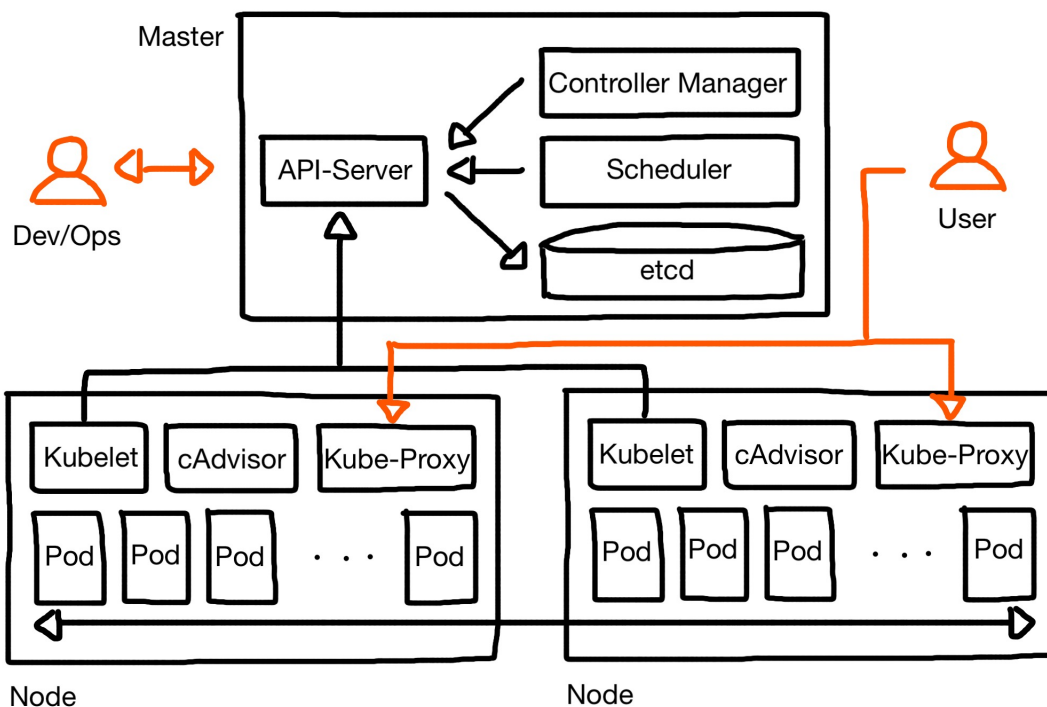 Master
Controller Manager
API-Server
Scheduler
etcd
Dev/Ops
User
Kubelet
cAdvisor
Kube-Proxy
Pod
Pod
Pod
. . .
Pod
Node
Kubelet
cAdvisor
Kube-Proxy
Pod
Pod
Pod
. . .
Pod
Node